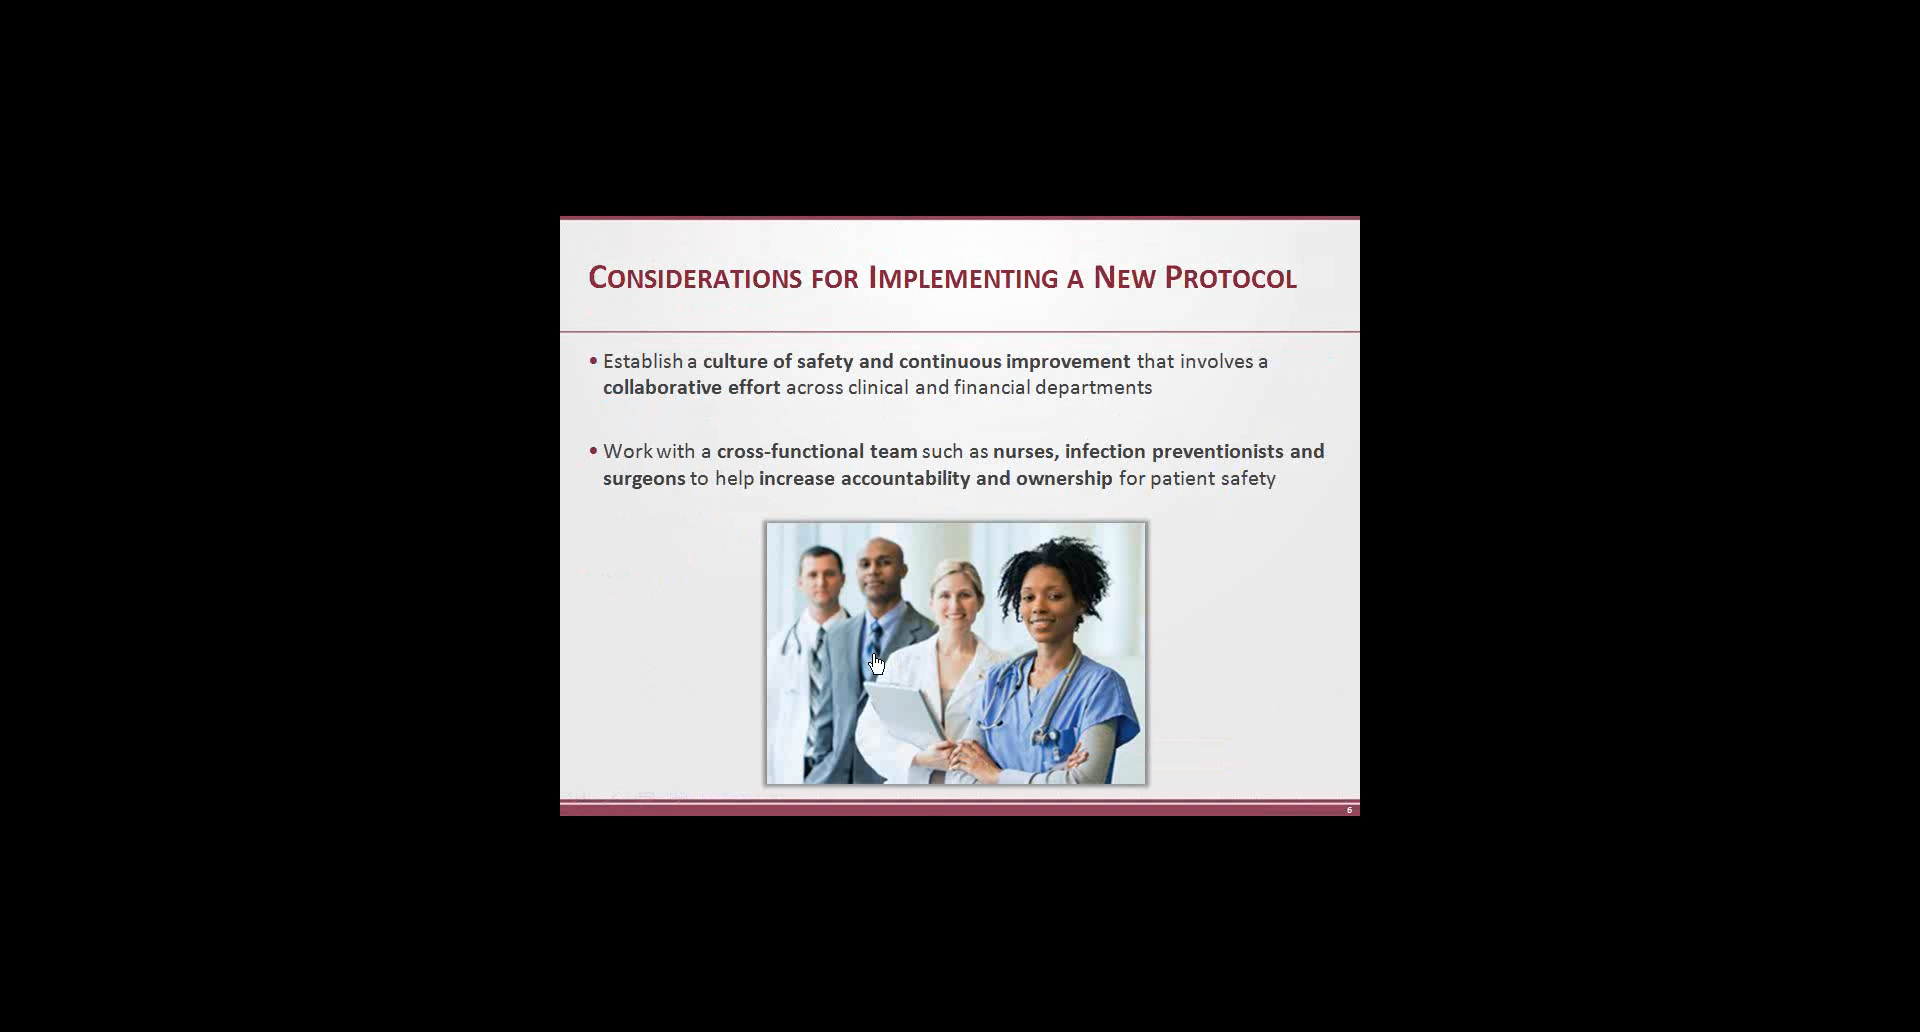 CONSIDERATIONS FOR IMPLEMENTING A NEW PROTOCOL
• Establish a culture of safety and continuous improvement that involves a
collaborative effort across clinical and financial departments
• Work with a cross-functional team such as nurses, infection preventionists and
surgeons to help increase accountability and ownership for patient safety
6